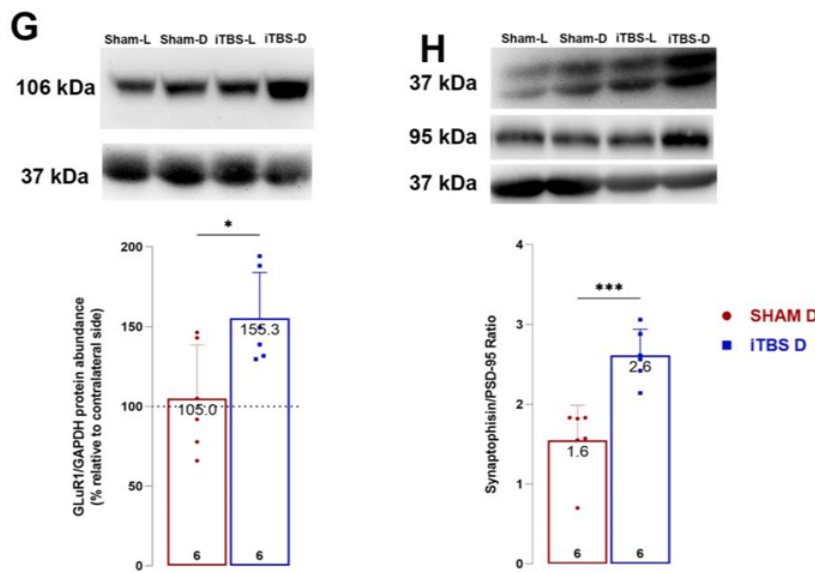 G
Sham-L Sham-D iTBS-L iTBS-D
106 kDa
37 kDa
*
200
150
100
50
0
GLuR1/GAPDH protein abundance
(% relative to contralateral side)
105.0
155.3
6 6
H
Sham-L Sham-D iTBS-L iTBS-D
37 kDa
95 kDa
37 kDa
***
4
3
2
1
0
Synaptophisin/PSD-95 Ratio
1.6
2.6
6 6
SHAM D
iTBS D